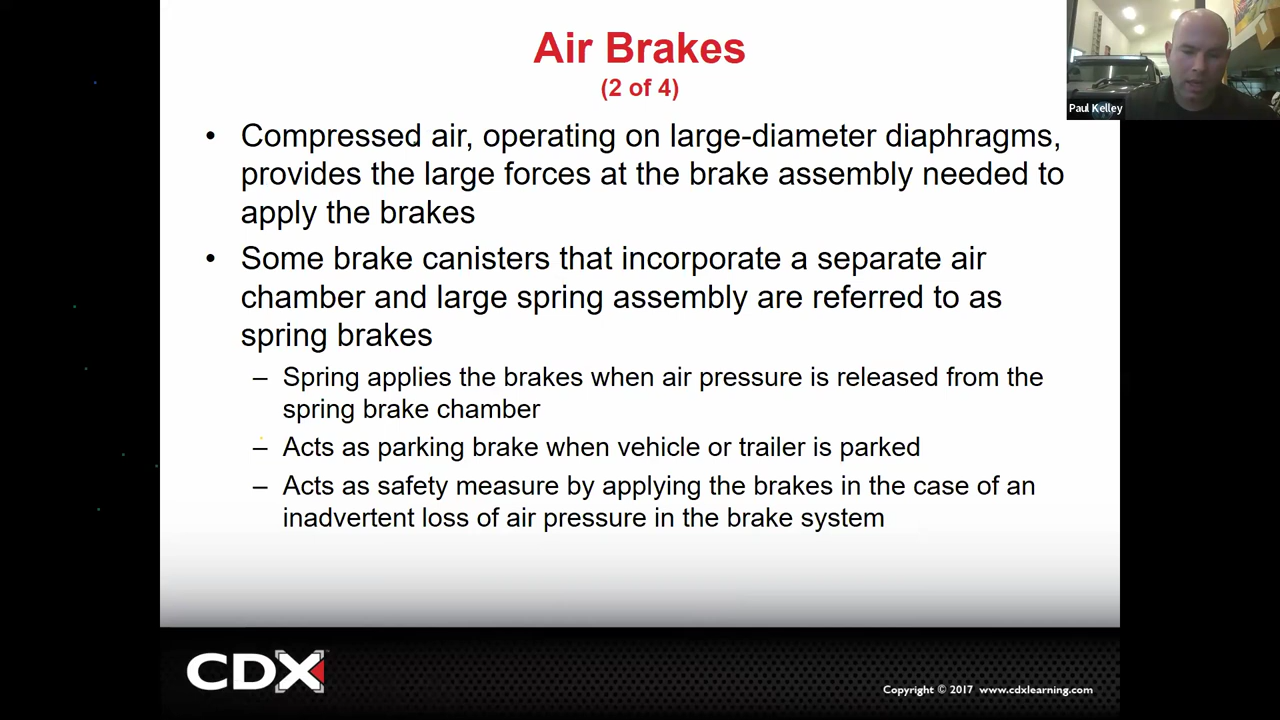 Air Brakes
(2 of 4)
Paul Kelley
• Compressed air, operating on large-diameter diaphragms,
provides the large forces at the brake assembly needed to
apply the brakes
• Some brake canisters that incorporate a separate air
chamber and large spring assembly are referred to as
spring brakes
– Spring applies the brakes when air pressure is released from the
spring brake chamber
– Acts as parking brake when vehicle or trailer is parked
– Acts as safety measure by applying the brakes in the case of an
inadvertent loss of air pressure in the brake system
CDX
Copyright © 2017 www.cdxlearning.com